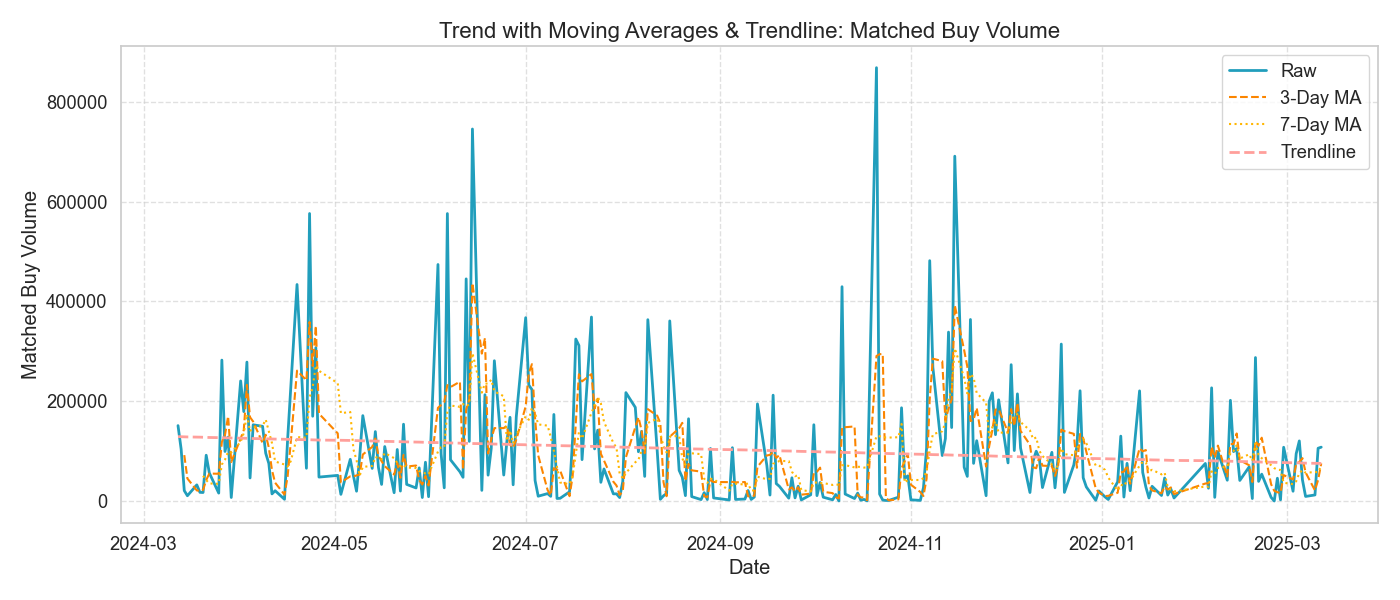 Trend with Moving Averages & Trendline: Matched Buy Volume
Raw
3-Day MA
7-Day MA
Trendline
Matched Buy Volume
800000
600000
400000
200000
0
2024-03
2024-05
2024-07
2024-09
2024-11
2025-01
2025-03
Date